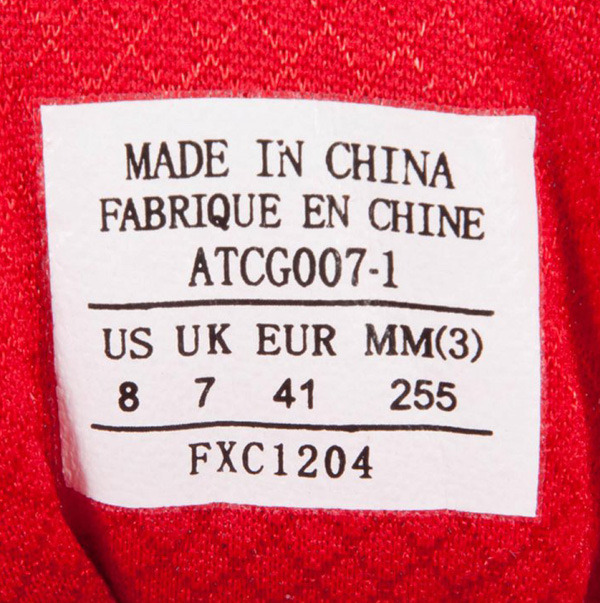 MADE IN CHINA
FABRIQUE EN CHINE
ATCG007-1
US UK EUR MM(3)
8 7 41 255
FXC1204